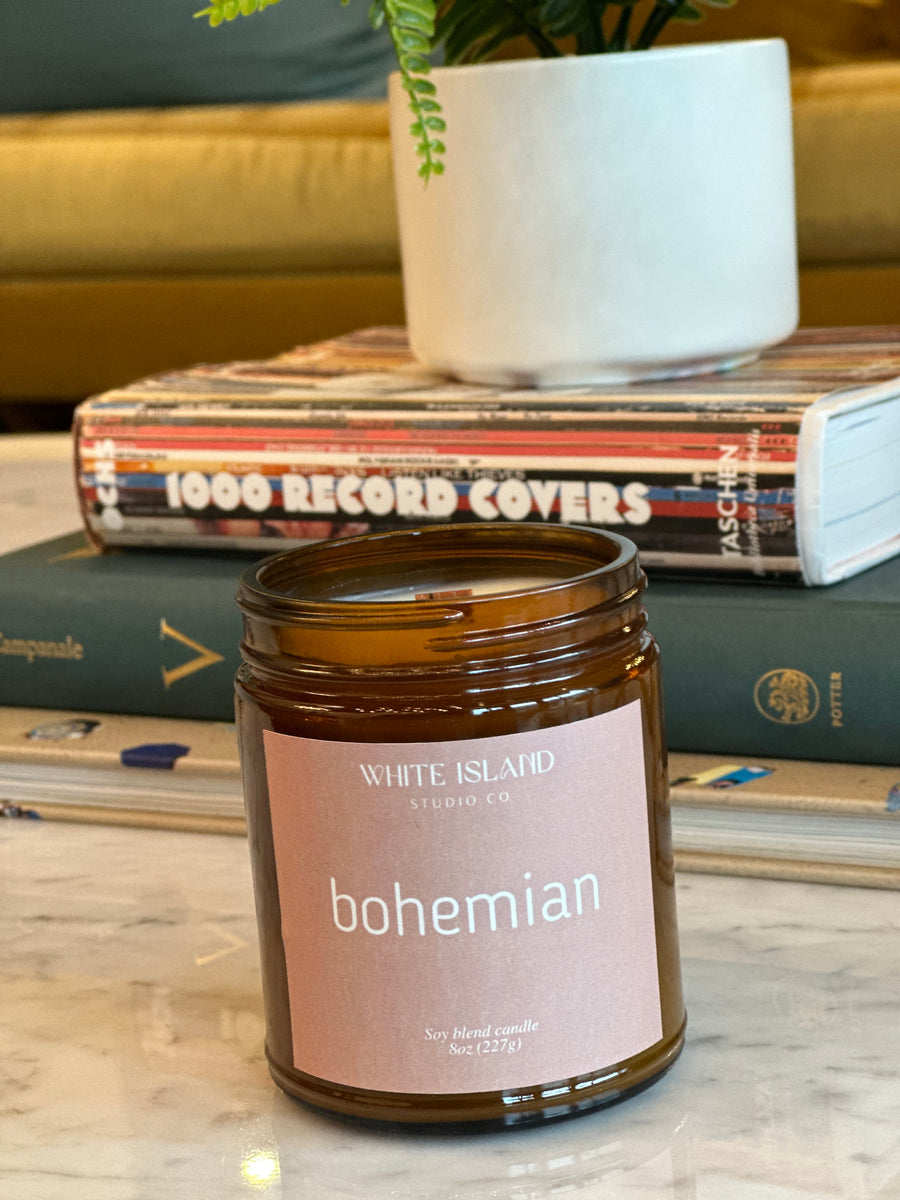 LISTEN LIKE THIEVES
OCHS
1000 RECORD COVERS
TASCHEN
Campanale
V
POTTER
WHITE ISLAND
STUDIO CO.
bohemian
Soy blend candle
8oz (227g)